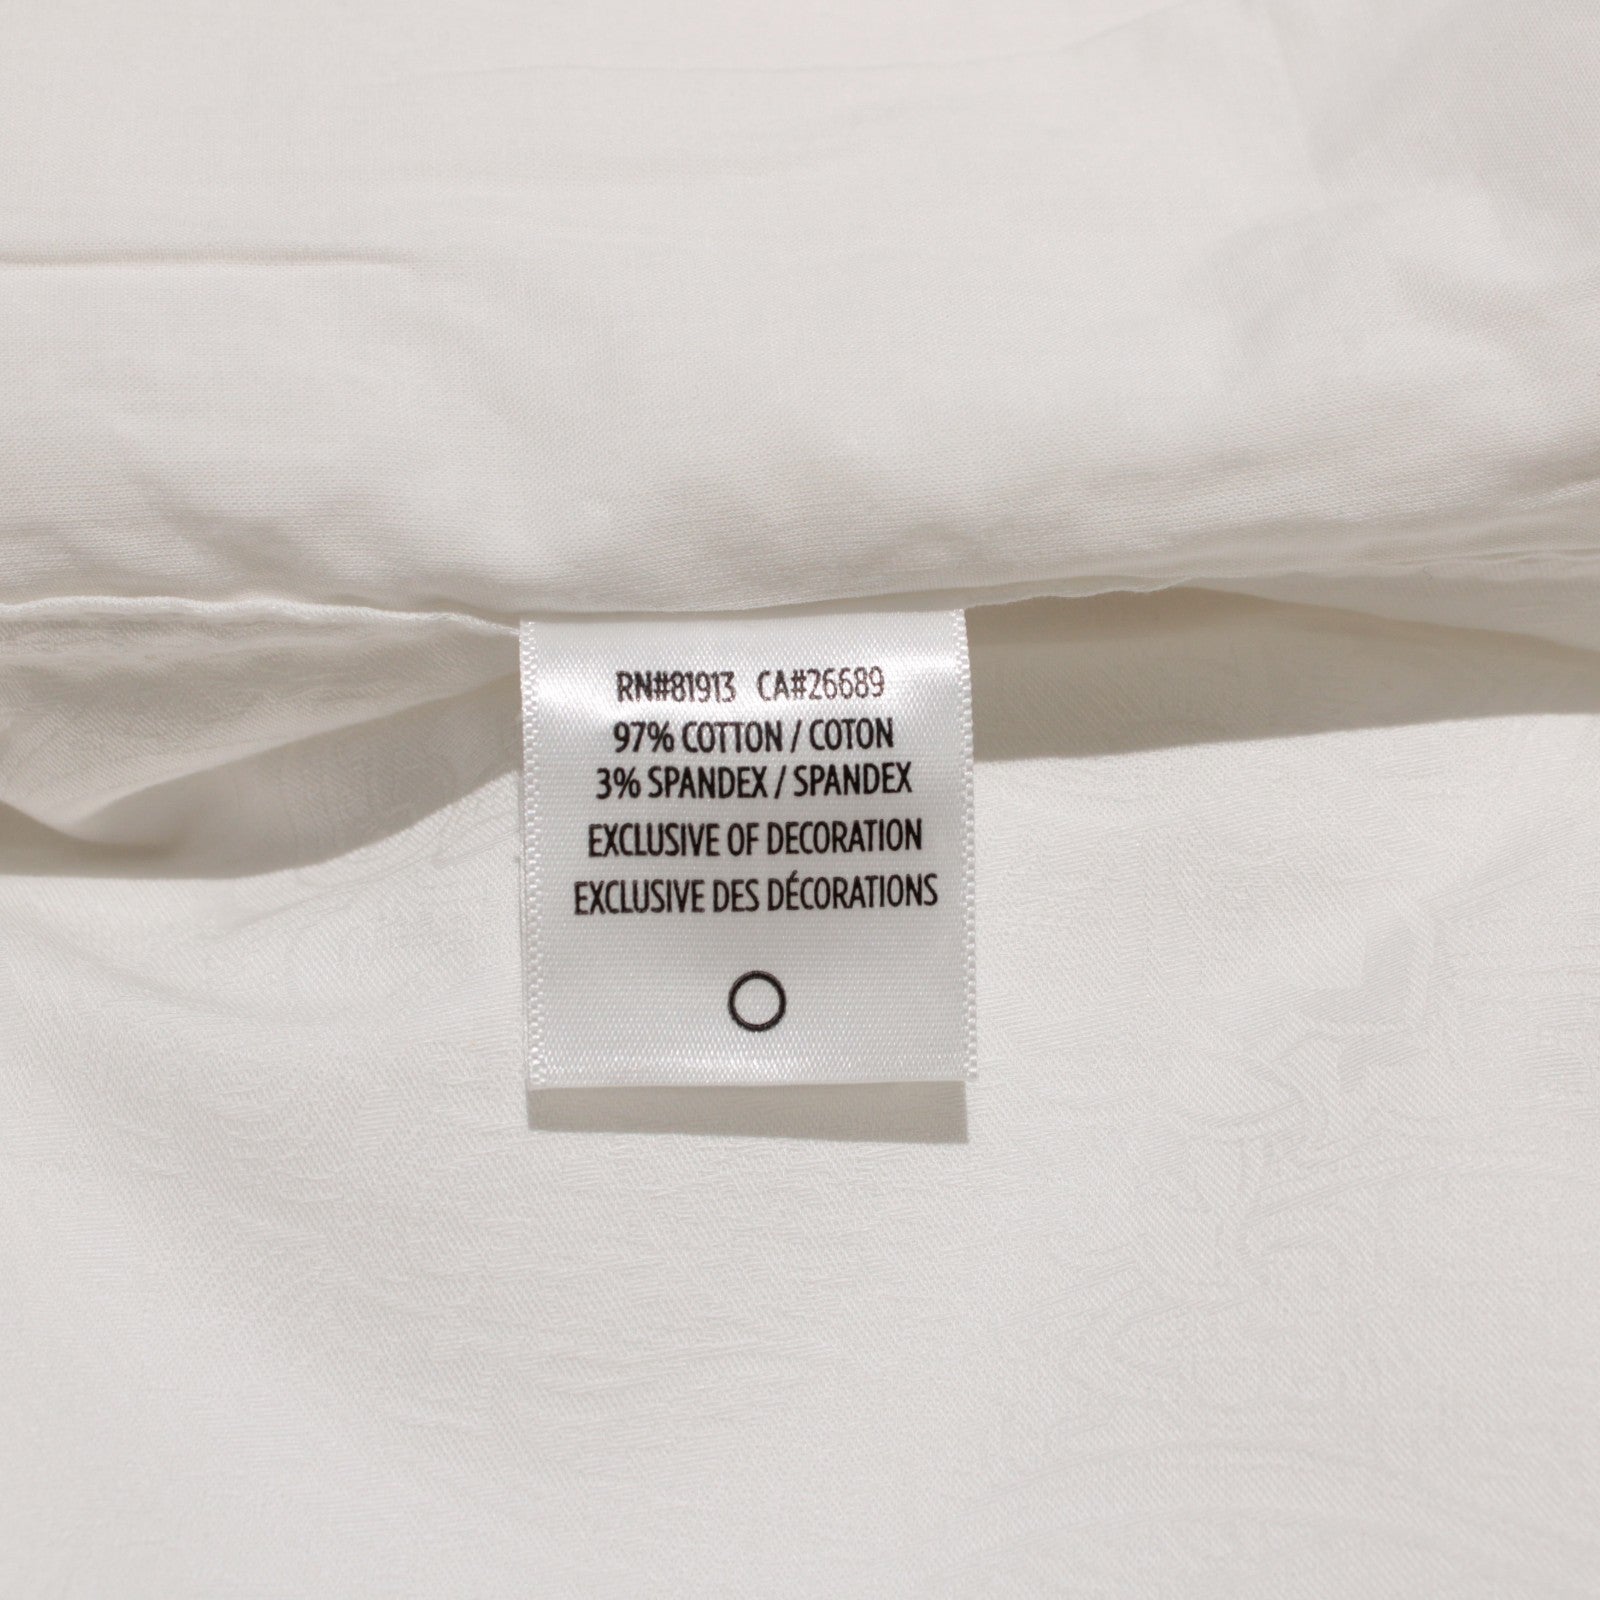 RN#81913 CA#26689
97% COTTON / COTON
3% SPANDEX / SPANDEX
EXCLUSIVE OF DECORATION
EXCLUSIVE DES DÉCORATIONS